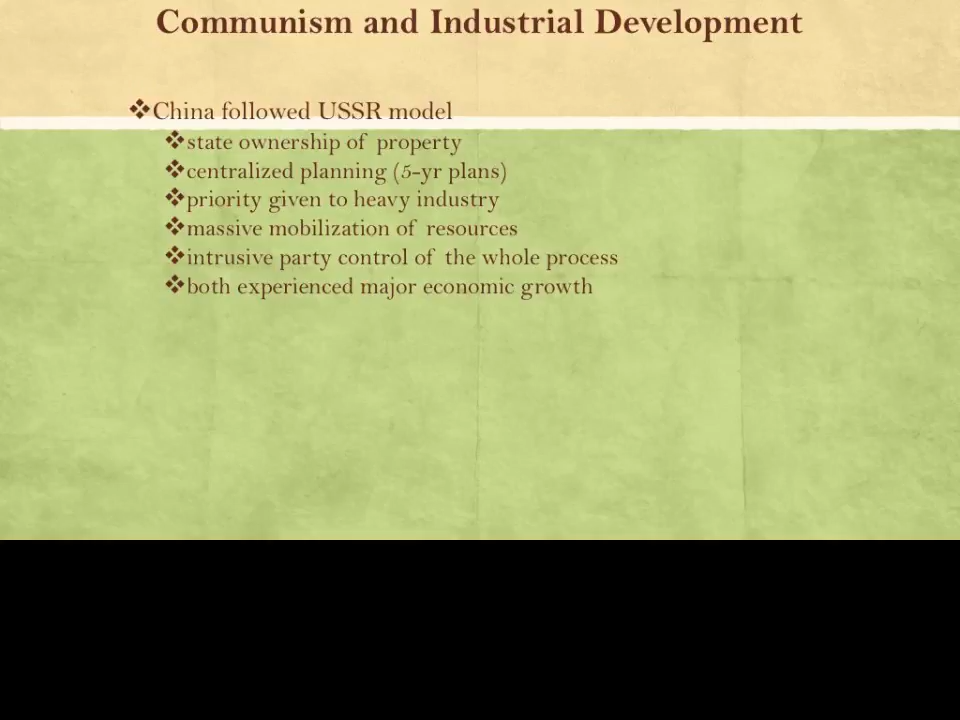 Communism and Industrial Development
❖China followed USSR model
❖state ownership of property
❖centralized planning (5-yr plans)
❖priority given to heavy industry
❖massive mobilization of resources
❖intrusive party control of the whole process
❖both experienced major economic growth